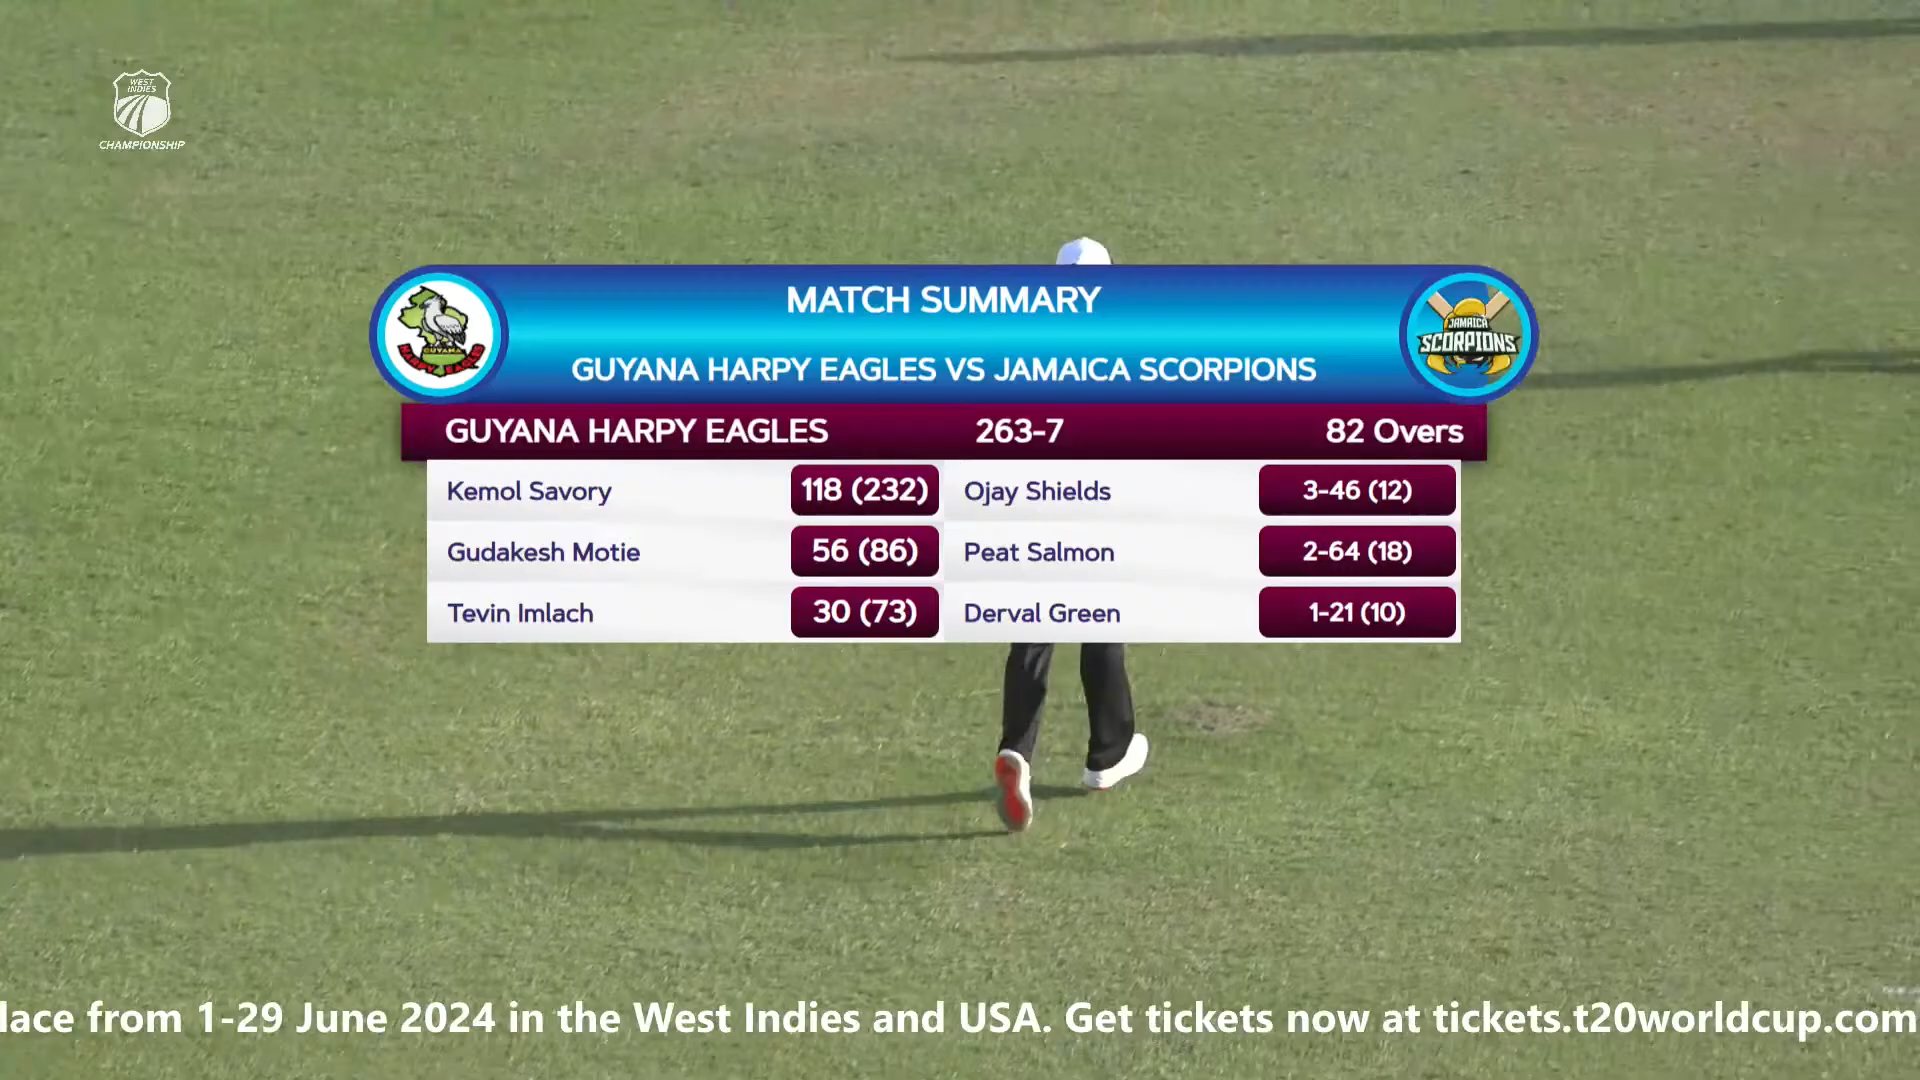 WEST
INDIES
CHAMPIONSHIP
MATCH SUMMARY
GUYANA HARPY EAGLES VS JAMAICA SCORPIONS
GUYANA
HARPY EAGLES
JAMAICA
SCORPIONS
GUYANA HARPY EAGLES 263-7 82 Overs
Kemol Savory 118 (232) Ojay Shields 3-46 (12)
Gudakesh Motie 56 (86) Peat Salmon 2-64 (18)
Tevin Imlach 30 (73) Derval Green 1-21 (10)
lace from 1-29 June 2024 in the West Indies and USA. Get tickets now at tickets.t20worldcup.com